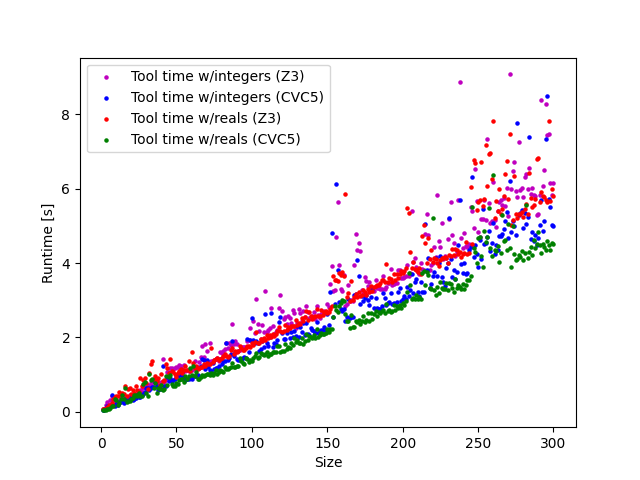 Tool time w/integers (Z3)
Tool time w/integers (CVC5)
Tool time w/reals (Z3)
Tool time w/reals (CVC5)
8
6
4
2
0
Runtime [s]
0 50 100 150 200 250 300
Size